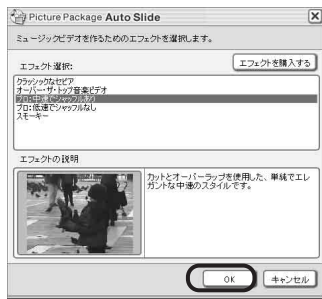 Picture Package Auto Slide
ミュージックビデオを作るためのエフェクトを選択します。
エフェクト選択:
エフェクトを購入する
クラシックなセピア
オーバー・ザ・トップ音楽ビデオ
プロ:中速でシャッフルあり
プロ:低速でシャッフルなし
スモーキー
エフェクトの説明
カットとオーバーラップを使用した、単純でエレ
ガントな中速のスタイルです。
OK
キャンセル